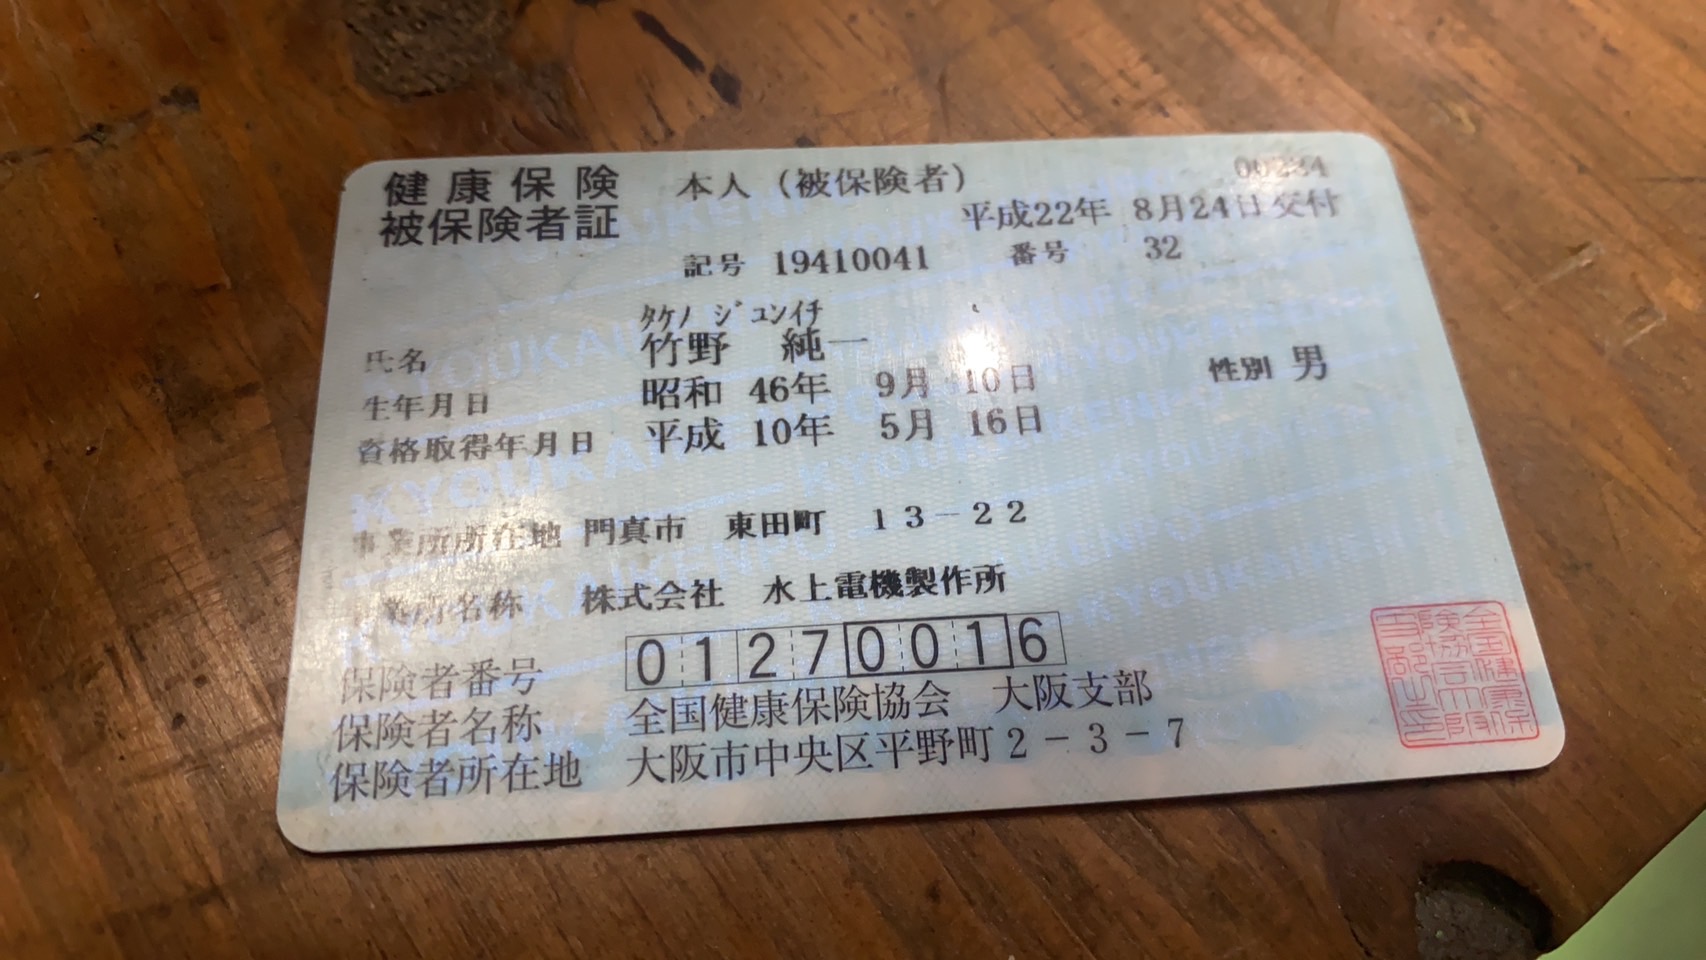 健康保険 本人（被保険者） 00284
被保険者証 平成22年 8月24日交付
記号 19410041 番号 32
ﾀｹﾉ ｼﾞﾕﾝｲﾁ
氏名 竹野 純一
生年月日 昭和 46年 9月 10日 性別 男
資格取得年月日 平成 10年 5月 16日
事業所所在地 門真市 東田町 １３－２２
事業所名称 株式会社 水上電機製作所
保険者番号 01270016
保険者名称 全国健康保険協会 大阪支部
保険者所在地 大阪市中央区平野町２－３－７